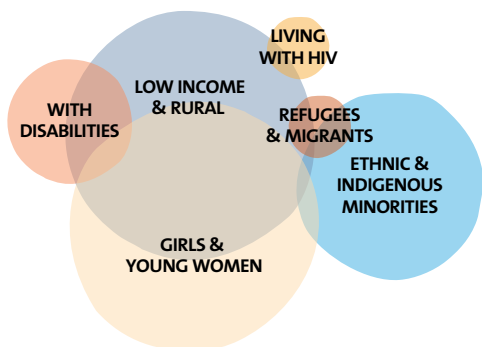 LIVING
WITH HIV
LOW INCOME
& RURAL
WITH
DISABILITIES
REFUGEES
& MIGRANTS
ETHNIC &
INDIGENOUS
MINORITIES
GIRLS &
YOUNG WOMEN